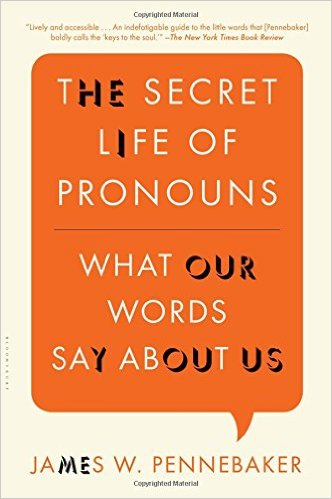 Copyrighted Material
"Lively and accessible . . . An indefatigable guide to the little words that [Pennebaker]
boldly calls the 'keys to the soul.'" —The New York Times Book Review
THE SECRET
LIFE OF
PRONOUNS
WHAT OUR
WORDS
SAY ABOUT US
BLOOMSBURY
JAMES W. PENNEBAKER
Copyrighted Material